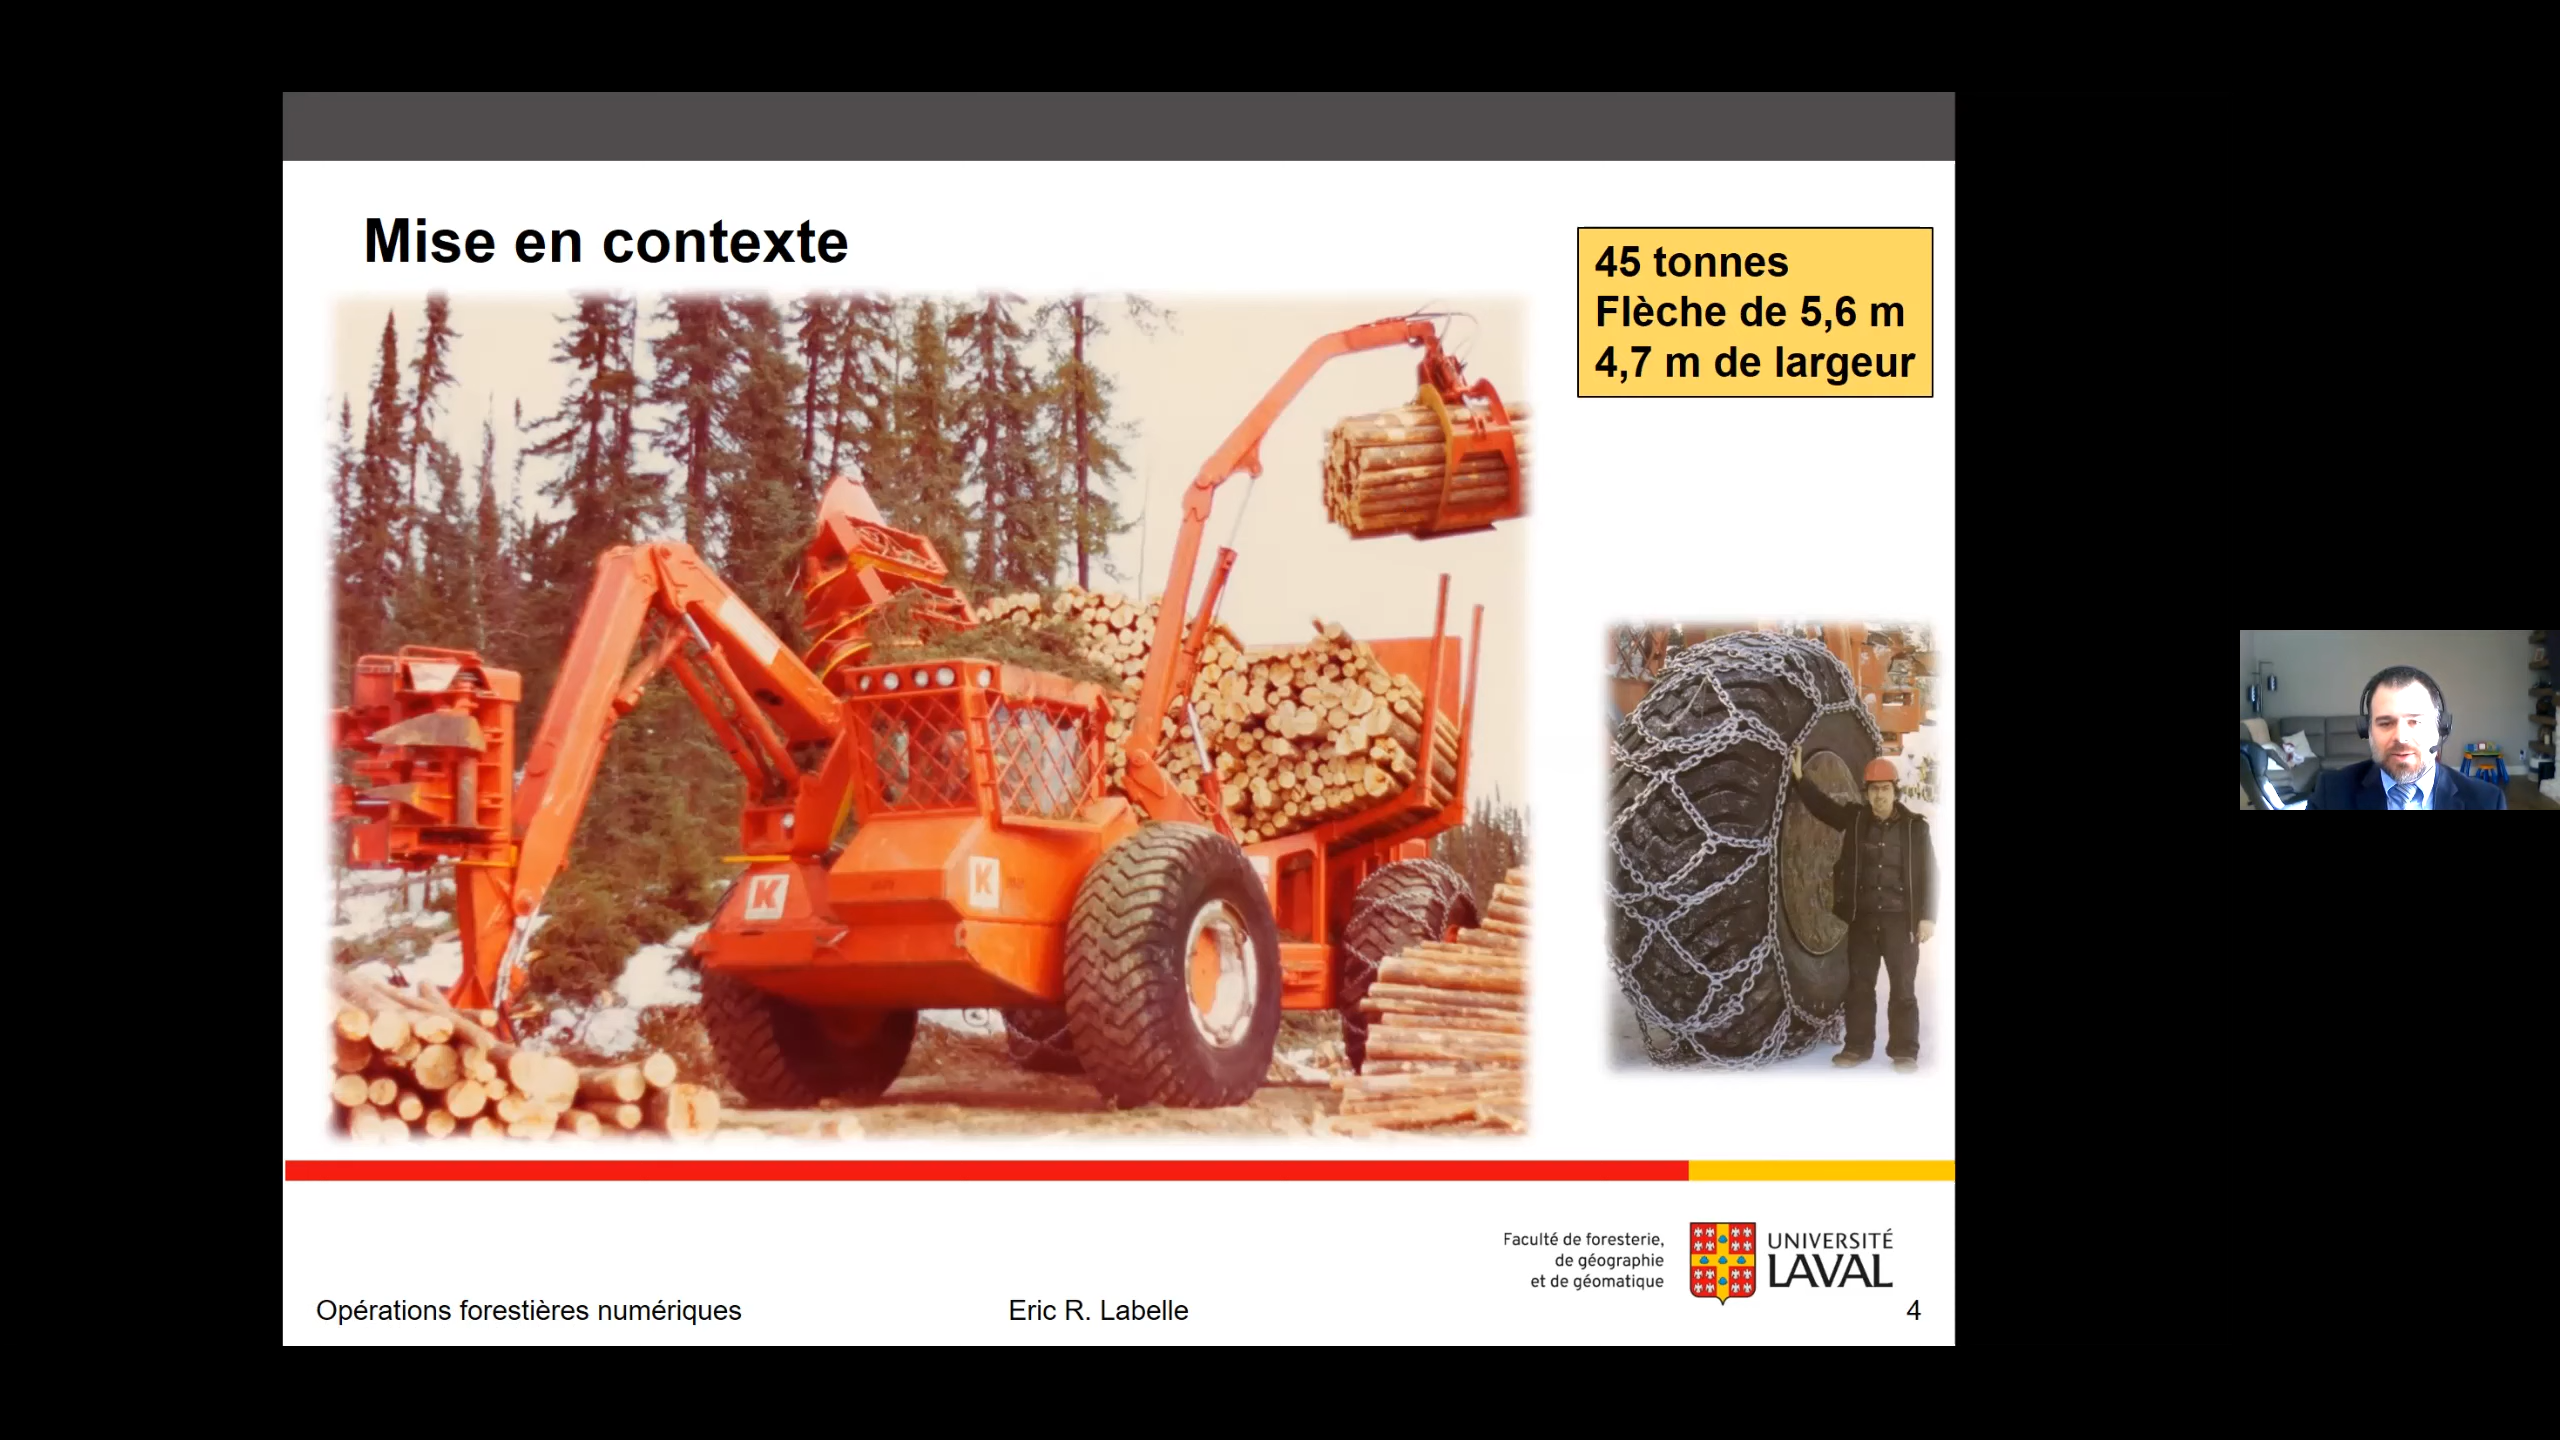 Mise en contexte
45 tonnes
Flèche de 5,6 m
4,7 m de largeur
K
K
Faculté de foresterie,
de géographie
et de géomatique
UNIVERSITÉ
LAVAL
Opérations forestières numériques
Eric R. Labelle
4